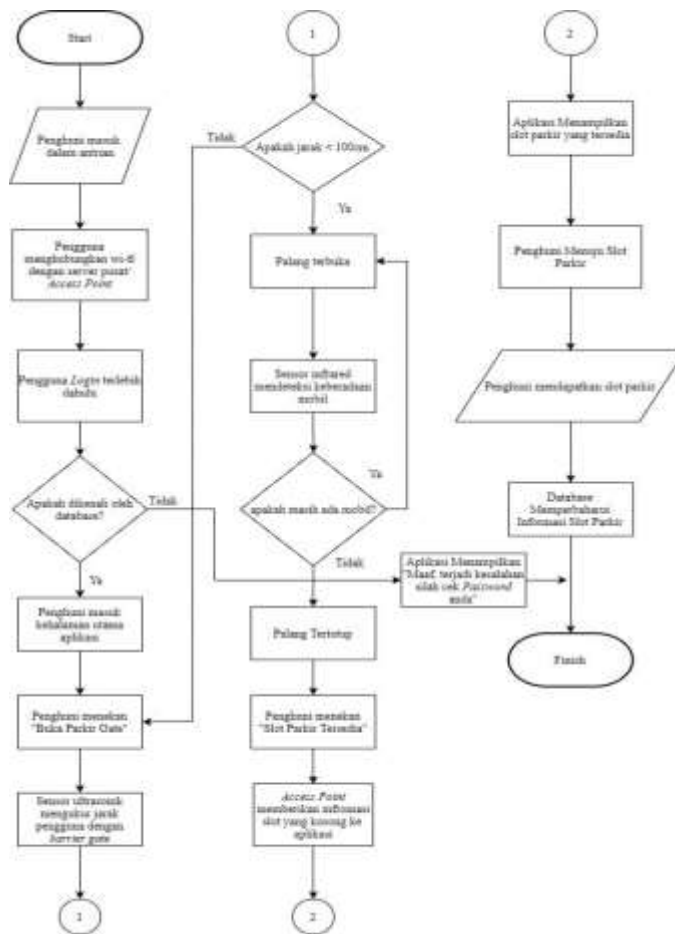 Start
Penghuni masuk
dalam antrian
Pengguna
menghubungkan wi-fi
dengan server point/
Access Point
Pengguna Login terlebih
dahulu
Apakah dikenali oleh
database?
Tidak
Ya
Penghuni masuk
kehalaman utama
aplikasi
Penghuni menekan
"Buka Parkir Gate"
Sensor ultrasonik
mengukur jarak
pengguna dengan
barrier gate
1
1
Apakah jarak < 100cm
Tidak
Ya
Palang terbuka
Sensor infrared
mendeteksi keberadaan
mobil
apakah masih ada mobil?
Ya
Tidak
Palang Tertutup
Penghuni menekan
"Slot Parkir Tersedia"
Access Point
memberikan informasi
slot yang kosong ke
aplikasi
2
2
Aplikasi Menampilkan
slot parkir yang tersedia
Penghuni Menuju Slot
Parkir
Penghuni mendapatkan slot parkir
Database
Memperbaharui
Informasi Slot Parkir
Aplikasi Menampilkan
"Maaf, terjadi kesalahan
silah cek Password
anda"
Finish